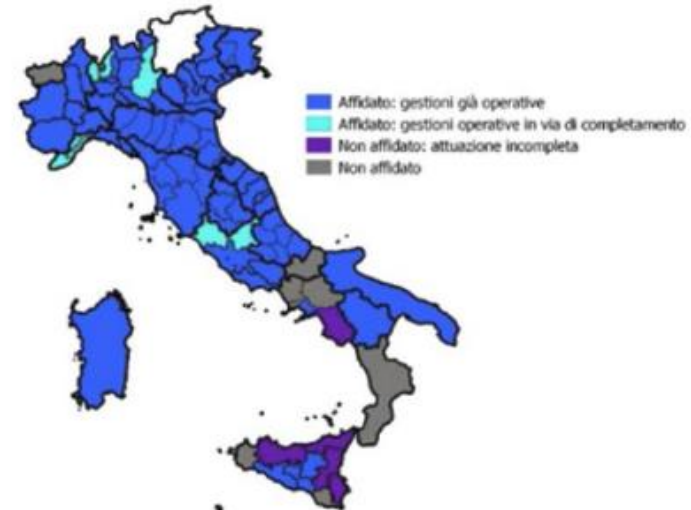 Affidato: gestioni già operative
Affidato: gestioni operative in via di completamento
Non affidato: attuazione incompleta
Non affidato